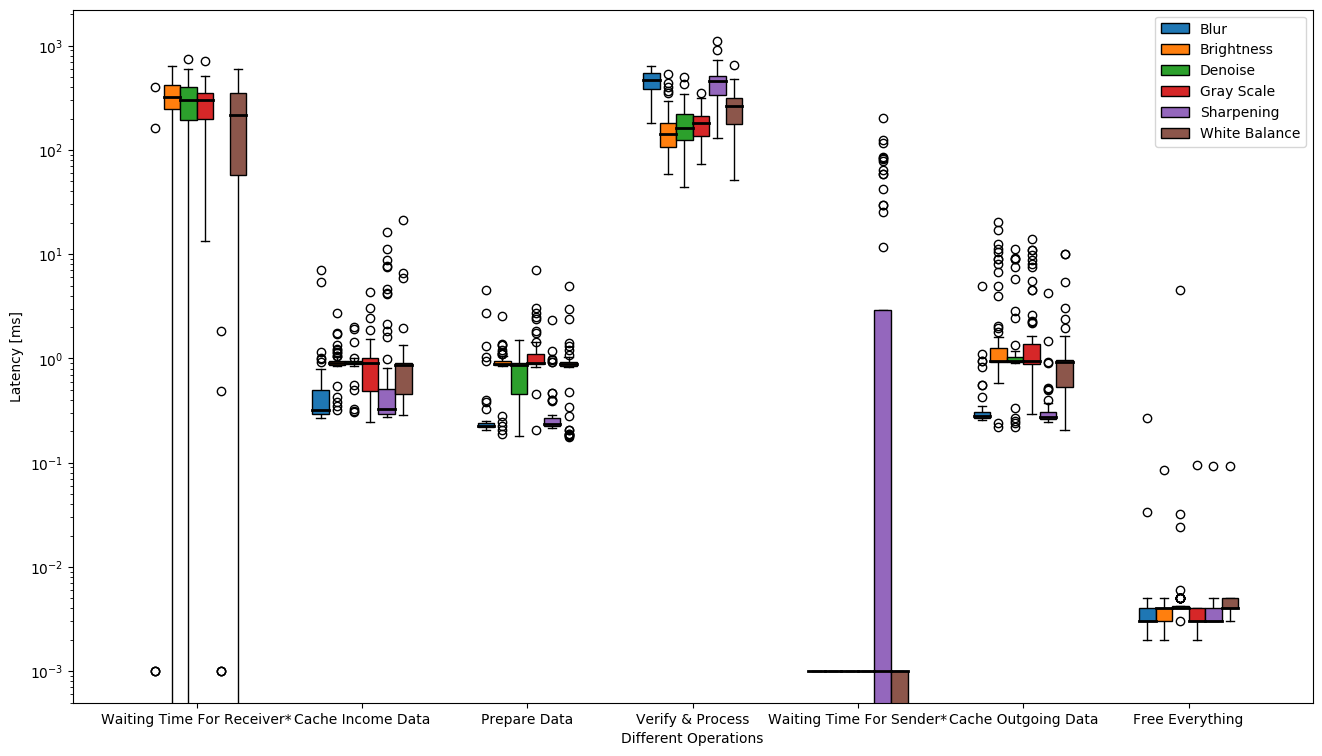 Blur
Brightness
Denoise
Gray Scale
Sharpening
White Balance
Latency [ms]
10³
10²
10¹
10⁰
10⁻¹
10⁻²
10⁻³
Waiting Time For Receiver* Cache Income Data Prepare Data Verify & Process Waiting Time For Sender* Cache Outgoing Data Free Everything
Different Operations